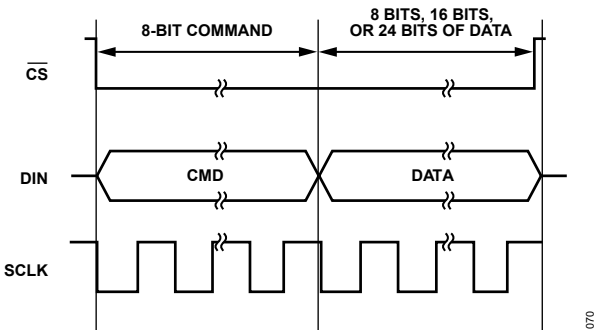 8-BIT COMMAND
8 BITS, 16 BITS,
OR 24 BITS OF DATA
CS
DIN
CMD
DATA
SCLK
070